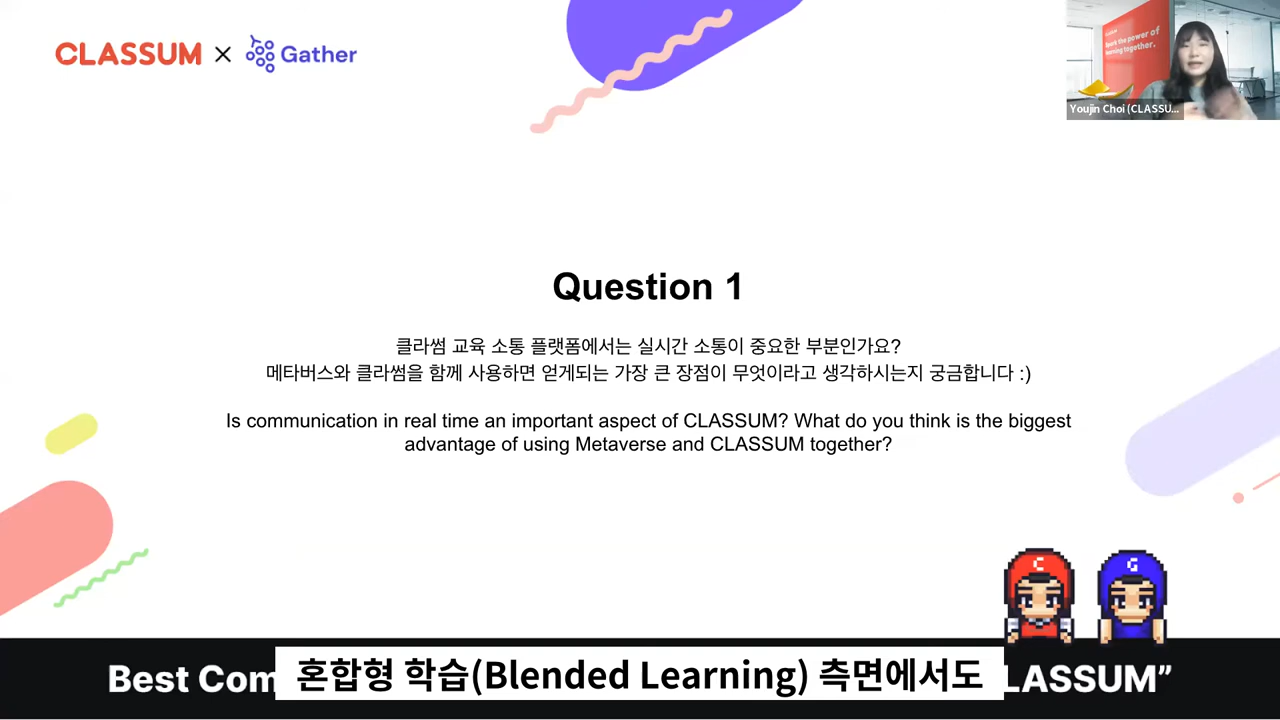 CLASSUM × Gather
Spark the power of
learning together.
Youjin Choi (CLASSU...
Question 1
클라썸 교육 소통 플랫폼에서는 실시간 소통이 중요한 부분인가요?
메타버스와 클라썸을 함께 사용하면 얻게되는 가장 큰 장점이 무엇이라고 생각하시는지 궁금합니다 :)
Is communication in real time an important aspect of CLASSUM? What do you think is the biggest
advantage of using Metaverse and CLASSUM together?
C
G
Best Com
혼합형 학습(Blended Learning) 측면에서도
LASSUM”